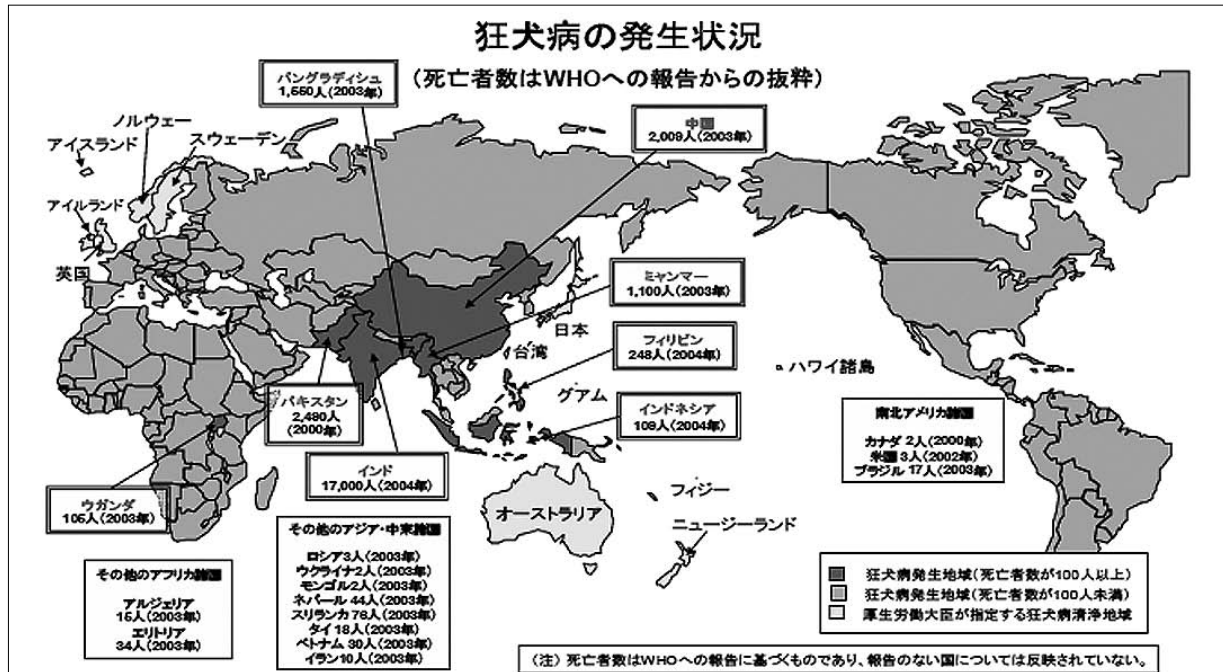 狂犬病の発生状況
（死亡者数はWHOへの報告からの抜粋）
バングラディシュ
1,550人（2003年）
中国
2,009人（2003年）
ノルウェー
アイスランド
スウェーデン
アイルランド
英国
ミャンマー
1,100人（2003年）
日本
台湾
フィリピン
248人（2004年）
ハワイ諸島
グアム
パキスタン
2,490人
（2000年）
インドネシア
109人（2004年）
南北アメリカ諸国
カナダ 2人（2000年）
米国 3人（2002年）
ブラジル 17人（2003年）
インド
17,000人（2004年）
ウガンダ
106人（2003年）
フィジー
オーストラリア
ニュージーランド
その他のアジア・中東諸国
ロシア3人（2003年）
ウクライナ2人（2003年）
モンゴル2人（2003年）
ネパール 44人（2003年）
スリランカ 76人（2003年）
タイ 18人（2003年）
ベトナム 30人（2003年）
イラン10人（2003年）
その他のアフリカ諸国
アルジェリア
15人（2003年）
エリトリア
34人（2003年）
狂犬病発生地域（死亡者数が100人以上）
狂犬病発生地域（死亡者数が100人未満）
厚生労働大臣が指定する狂犬病清浄地域
（注） 死亡者数はWHOへの報告に基づくものであり、報告のない国については反映されていない。